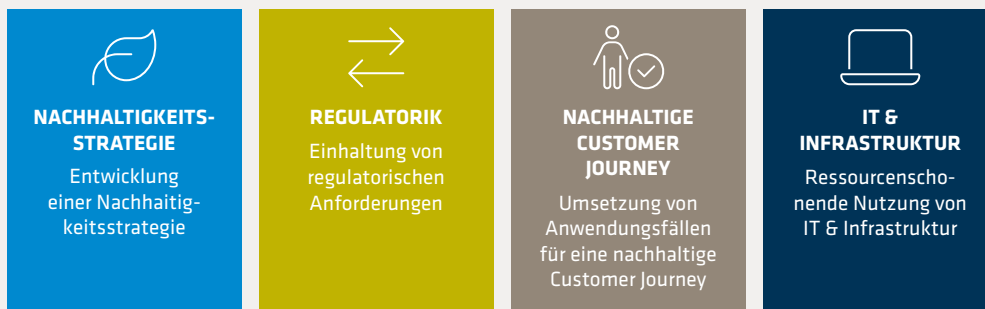 NACHHALTIGKEITS-
STRATEGIE
Entwicklung
einer Nachhaitig-
keitsstrategie
REGULATORIK
Einhaltung von
regulatorischen
Anforderungen
NACHHALTIGE
CUSTOMER
JOURNEY
Umsetzung von
Anwendungsfällen
für eine nachhaltige
Customer Journey
IT &
INFRASTRUKTUR
Ressourcenscho-
nende Nutzung von
IT & Infrastruktur